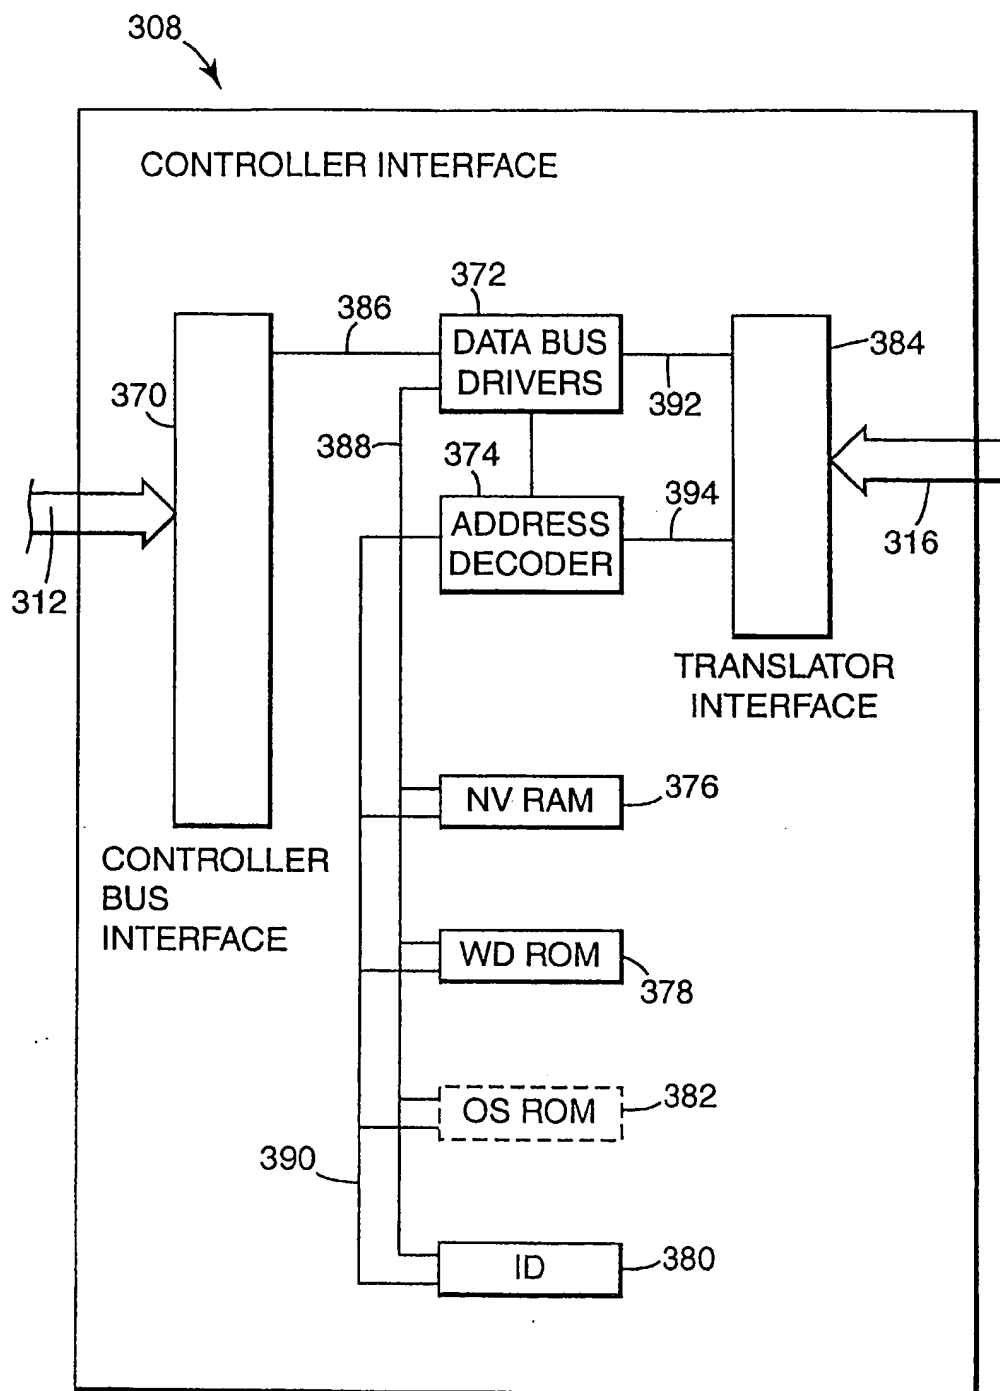 308
CONTROLLER INTERFACE
372
386
DATA BUS
DRIVERS
384
370
392
388
374
394
ADDRESS
DECODER
316
312
TRANSLATOR
INTERFACE
NV RAM
376
CONTROLLER
BUS
INTERFACE
WD ROM
378
OS ROM
382
390
ID
380